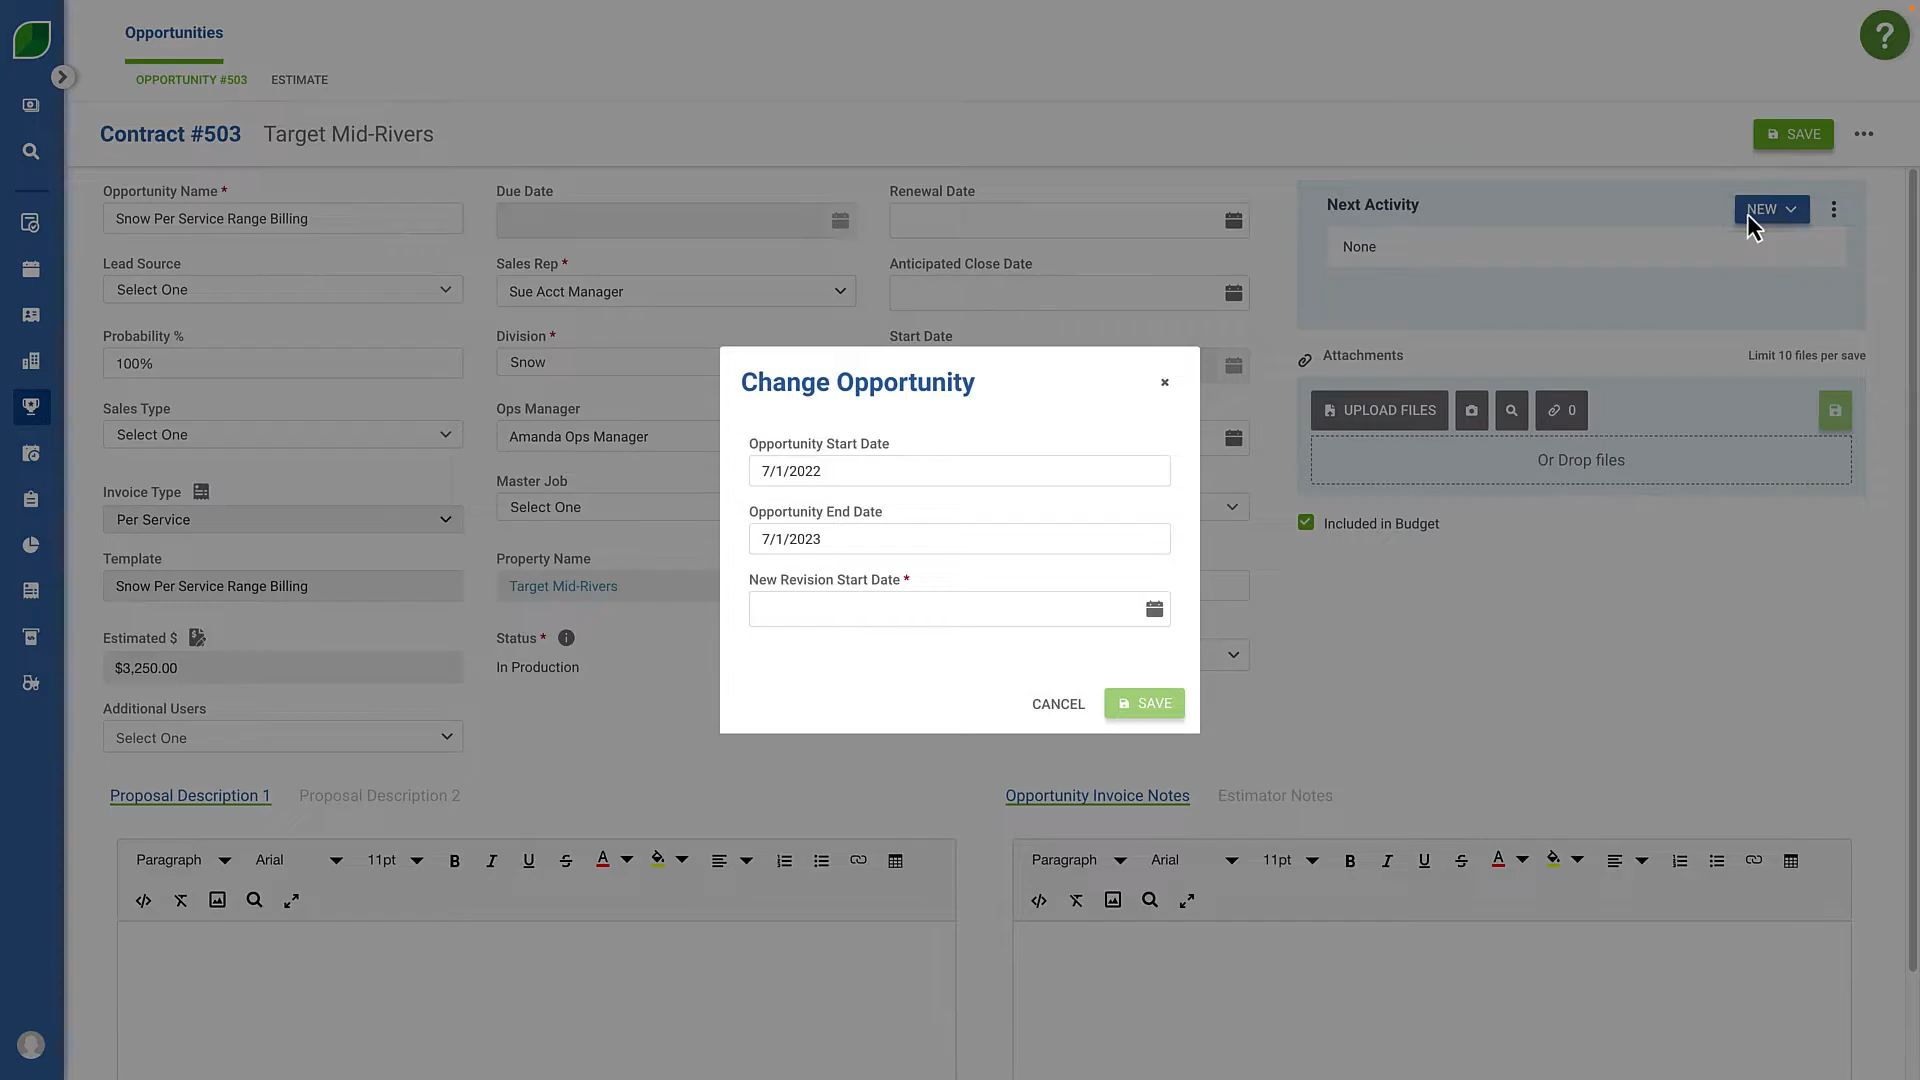 Opportunities
?
OPPORTUNITY #503 ESTIMATE
Contract #503 Target Mid-Rivers
SAVE
Opportunity Name *
Snow Per Service Range Billing
Due Date
Renewal Date
Next Activity
NEW
None
Lead Source
Select One
Sales Rep *
Sue Acct Manager
Anticipated Close Date
Probability %
100%
Division *
Snow
Start Date
Attachments
Limit 10 files per save
UPLOAD FILES
0
Or Drop files
Included in Budget
Sales Type
Select One
Ops Manager
Amanda Ops Manager
Invoice Type
Per Service
Master Job
Select One
Template
Snow Per Service Range Billing
Property Name
Target Mid-Rivers
Estimated $
$3,250.00
Status *
In Production
Additional Users
Select One
Change Opportunity
×
Opportunity Start Date
7/1/2022
Opportunity End Date
7/1/2023
New Revision Start Date *
CANCEL
SAVE
Proposal Description 1 Proposal Description 2
Paragraph Arial 11pt B I U S A
Opportunity Invoice Notes Estimator Notes
Paragraph Arial 11pt B I U S A